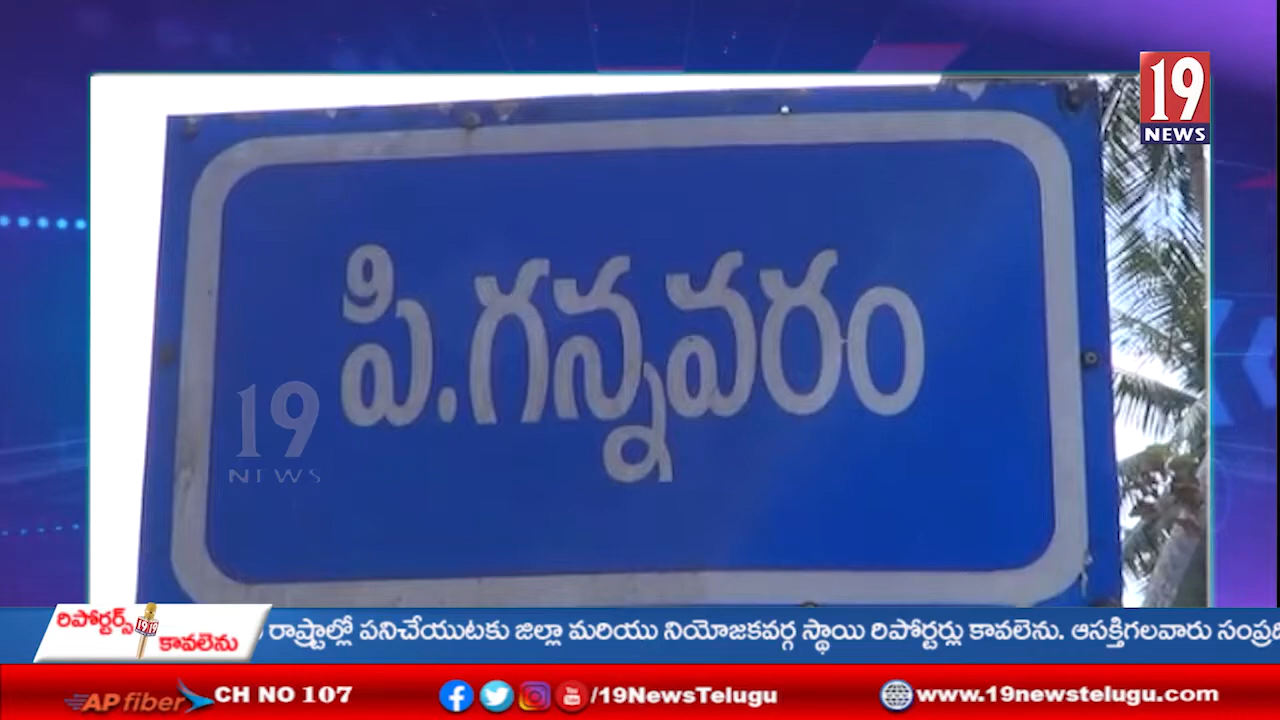 19
NEWS
పి.గన్నవరం
19
NEWS
రిపోర్టర్స్
1919
కావలెను
రాష్ట్రాల్లో పనిచేయుటకు జిల్లా మరియు నియోజకవర్గ స్థాయి రిపోర్టర్లు కావలెను. ఆసక్తిగలవారు
AP fiber CH NO 107
/19NewsTelugu
www.19newstelugu.com